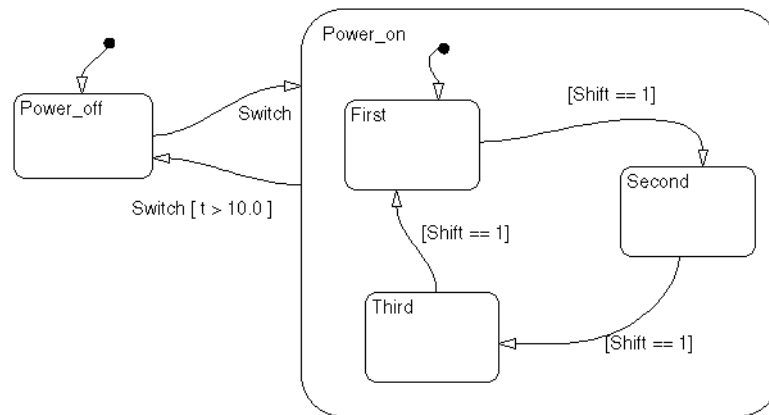 Power_on
Power_off
Switch
First
[Shift == 1]
Second
Switch [ t > 10.0 ]
[Shift == 1]
Third
[Shift == 1]